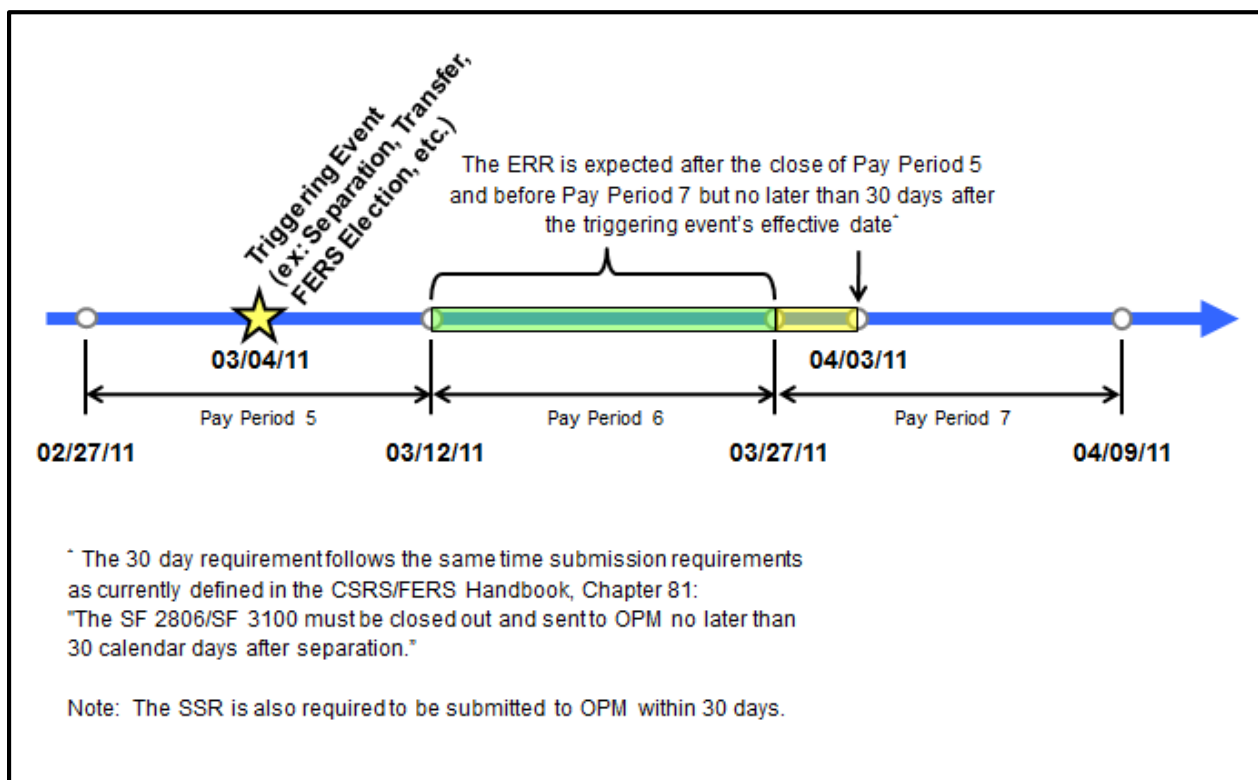 Triggering Event
(ex: Separation, Transfer,
FERS Election, etc.)
The ERR is expected after the close of Pay Period 5
and before Pay Period 7 but no later than 30 days after
the triggering event's effective date^
03/04/11
04/03/11
Pay Period 5
Pay Period 6
Pay Period 7
02/27/11
03/12/11
03/27/11
04/09/11
^ The 30 day requirement follows the same time submission requirements
as currently defined in the CSRS/FERS Handbook, Chapter 81:
"The SF 2806/SF 3100 must be closed out and sent to OPM no later than
30 calendar days after separation."
Note: The SSR is also required to be submitted to OPM within 30 days.